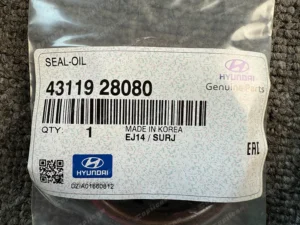 SEAL-OIL
43119 28080
HYUNDAI
Genuine Parts
QTY. 1 MADE IN KOREA
EJ14 / SURJ
HYUNDAI
EAC